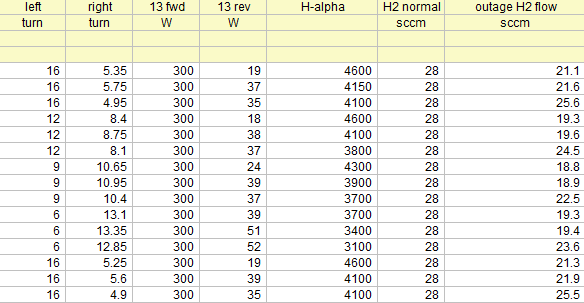 left right 13 fwd 13 rev H-alpha H2 normal outage H2 flow
turn turn W W sccm sccm
16 5.35 300 19 4600 28 21.1
16 5.75 300 37 4150 28 21.6
16 4.95 300 35 4100 28 25.6
12 8.4 300 18 4600 28 19.3
12 8.75 300 38 4100 28 19.6
12 8.1 300 37 3800 28 24.5
9 10.65 300 24 4300 28 18.8
9 10.95 300 39 3900 28 18.9
9 10.4 300 37 3700 28 22.5
6 13.1 300 39 3700 28 19.3
6 13.35 300 51 3400 28 19.4
6 12.85 300 52 3100 28 23.6
16 5.25 300 19 4600 28 21.3
16 5.6 300 39 4100 28 21.9
16 4.9 300 35 4100 28 25.5